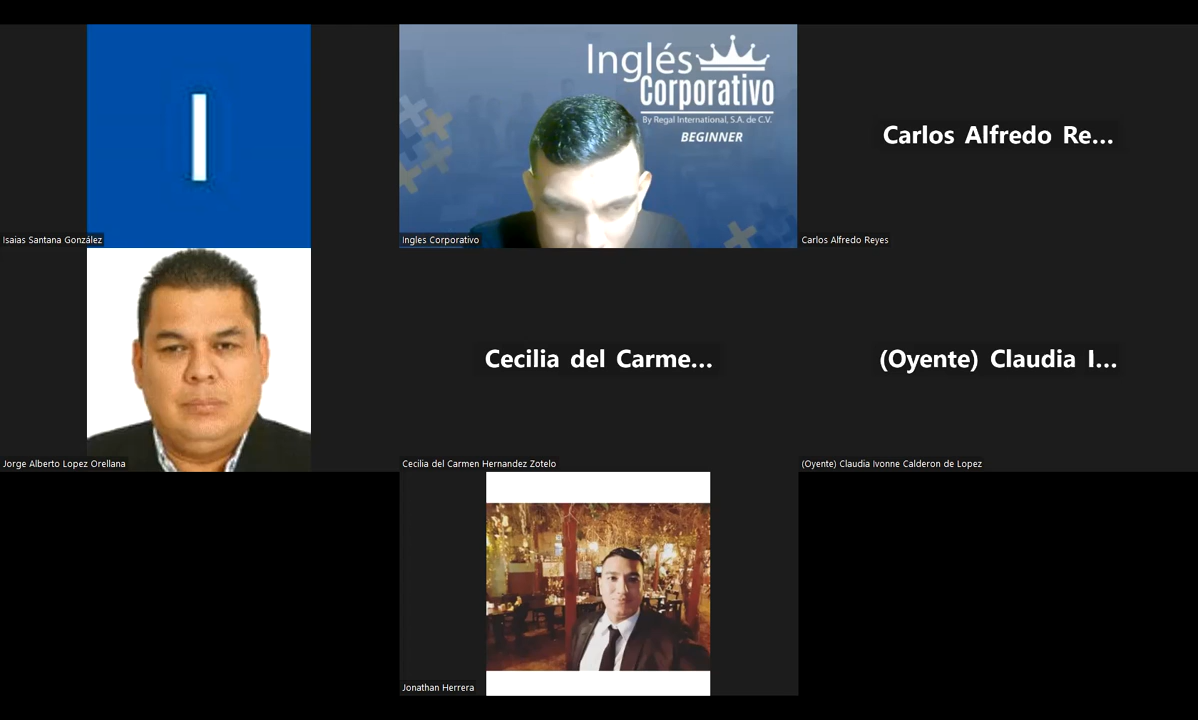 I
Isaias Santana González
Inglés
Corporativo
By Regal International, S.A. de C.V.
BEGINNER
Ingles Corporativo
Carlos Alfredo Re...
Carlos Alfredo Reyes
Jorge Alberto Lopez Orellana
Cecilia del Carme...
Cecilia del Carmen Hernandez Zotelo
(Oyente) Claudia I...
(Oyente) Claudia Ivonne Calderon de Lopez
Jonathan Herrera